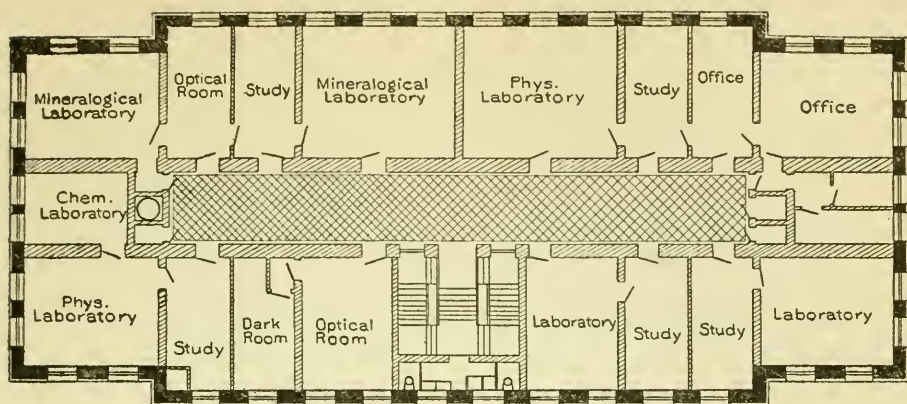 Mineralogical
Laboratory
Optical
Room
Study
Mineralogical
Laboratory
Phys.
Laboratory
Study
Office
Office
Chem.
Laboratory
Phys.
Laboratory
Study
Dark
Room
Optical
Room
Laboratory
Study
Study
Laboratory